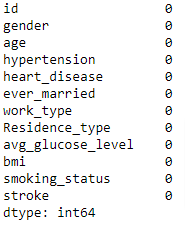 id 0
gender 0
age 0
hypertension 0
heart_disease 0
ever_married 0
work_type 0
Residence_type 0
avg_glucose_level 0
bmi 0
smoking_status 0
stroke 0
dtype: int64